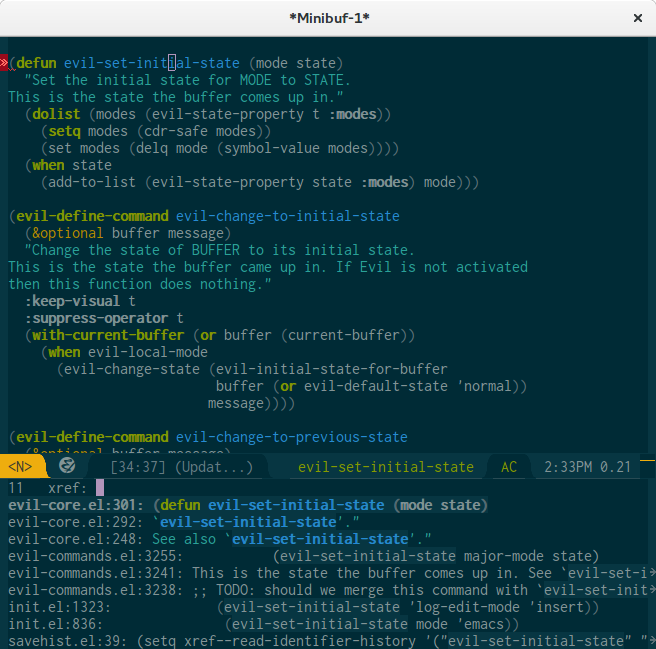 *Minibuf-1*
(defun evil-set-initial-state (mode state)
"Set the initial state for MODE to STATE.
This is the state the buffer comes up in."
(dolist (modes (evil-state-property t :modes))
(setq modes (cdr-safe modes))
(set modes (delq mode (symbol-value modes))))
(when state
(add-to-list (evil-state-property state :modes) mode)))
(evil-define-command evil-change-to-initial-state
(&optional buffer message)
"Change the state of BUFFER to its initial state.
This is the state the buffer came up in. If Evil is not activated
then this function does nothing."
:keep-visual t
:suppress-operator t
(with-current-buffer (or buffer (current-buffer))
(when evil-local-mode
(evil-change-state (evil-initial-state-for-buffer
buffer (or evil-default-state 'normal))
message))))
(evil-define-command evil-change-to-previous-state
(&optional buffer message)
<N> [34:37] (Updat...) evil-set-initial-state AC 2:33PM 0.21
11 xref:
evil-core.el:301: (defun evil-set-initial-state (mode state)
evil-core.el:292: `evil-set-initial-state'."
evil-core.el:248: See also `evil-set-initial-state'."
evil-commands.el:3255: (evil-set-initial-state major-mode state)
evil-commands.el:3241: This is the state the buffer comes up in. See `evil-set-i
evil-commands.el:3238: ;; TODO: should we merge this command with `evil-set-init
init.el:1323: (evil-set-initial-state 'log-edit-mode 'insert))
init.el:836: (evil-set-initial-state mode 'emacs))
savehist.el:39: (setq xref--read-identifier-history '("evil-set-initial-state" "